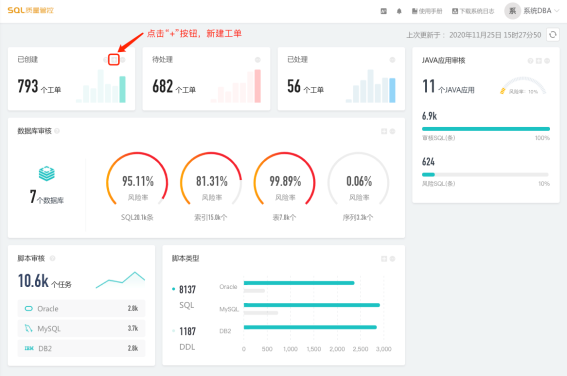 SQL质量管控
使用手册 下载系统日志 系 系统DBA
点击"+"按钮，新建工单
上次更新于： 2020年11月25日 15时27分50
已创建
793 个工单
待处理
682 个工单
已处理
56 个工单
JAVA应用审核
11 个JAVA应用
风险率：10%
6.9k
审核SQL(条) 100%
624
风险SQL(条) 10%
数据库审核
7个数据库
95.11%
风险率
SQL20.1k条
81.31%
风险率
索引15.0k个
99.89%
风险率
表7.0k个
0.06%
风险率
序列3.3k个
脚本审核
10.6k 个任务
Oracle 2.8k
MySQL 3.7k
DB2 2.8k
脚本类型
8137
SQL
1187
DDL
Oracle
MySQL
DB2
0 500 1,000 1,500 2,000 2,500 3,000